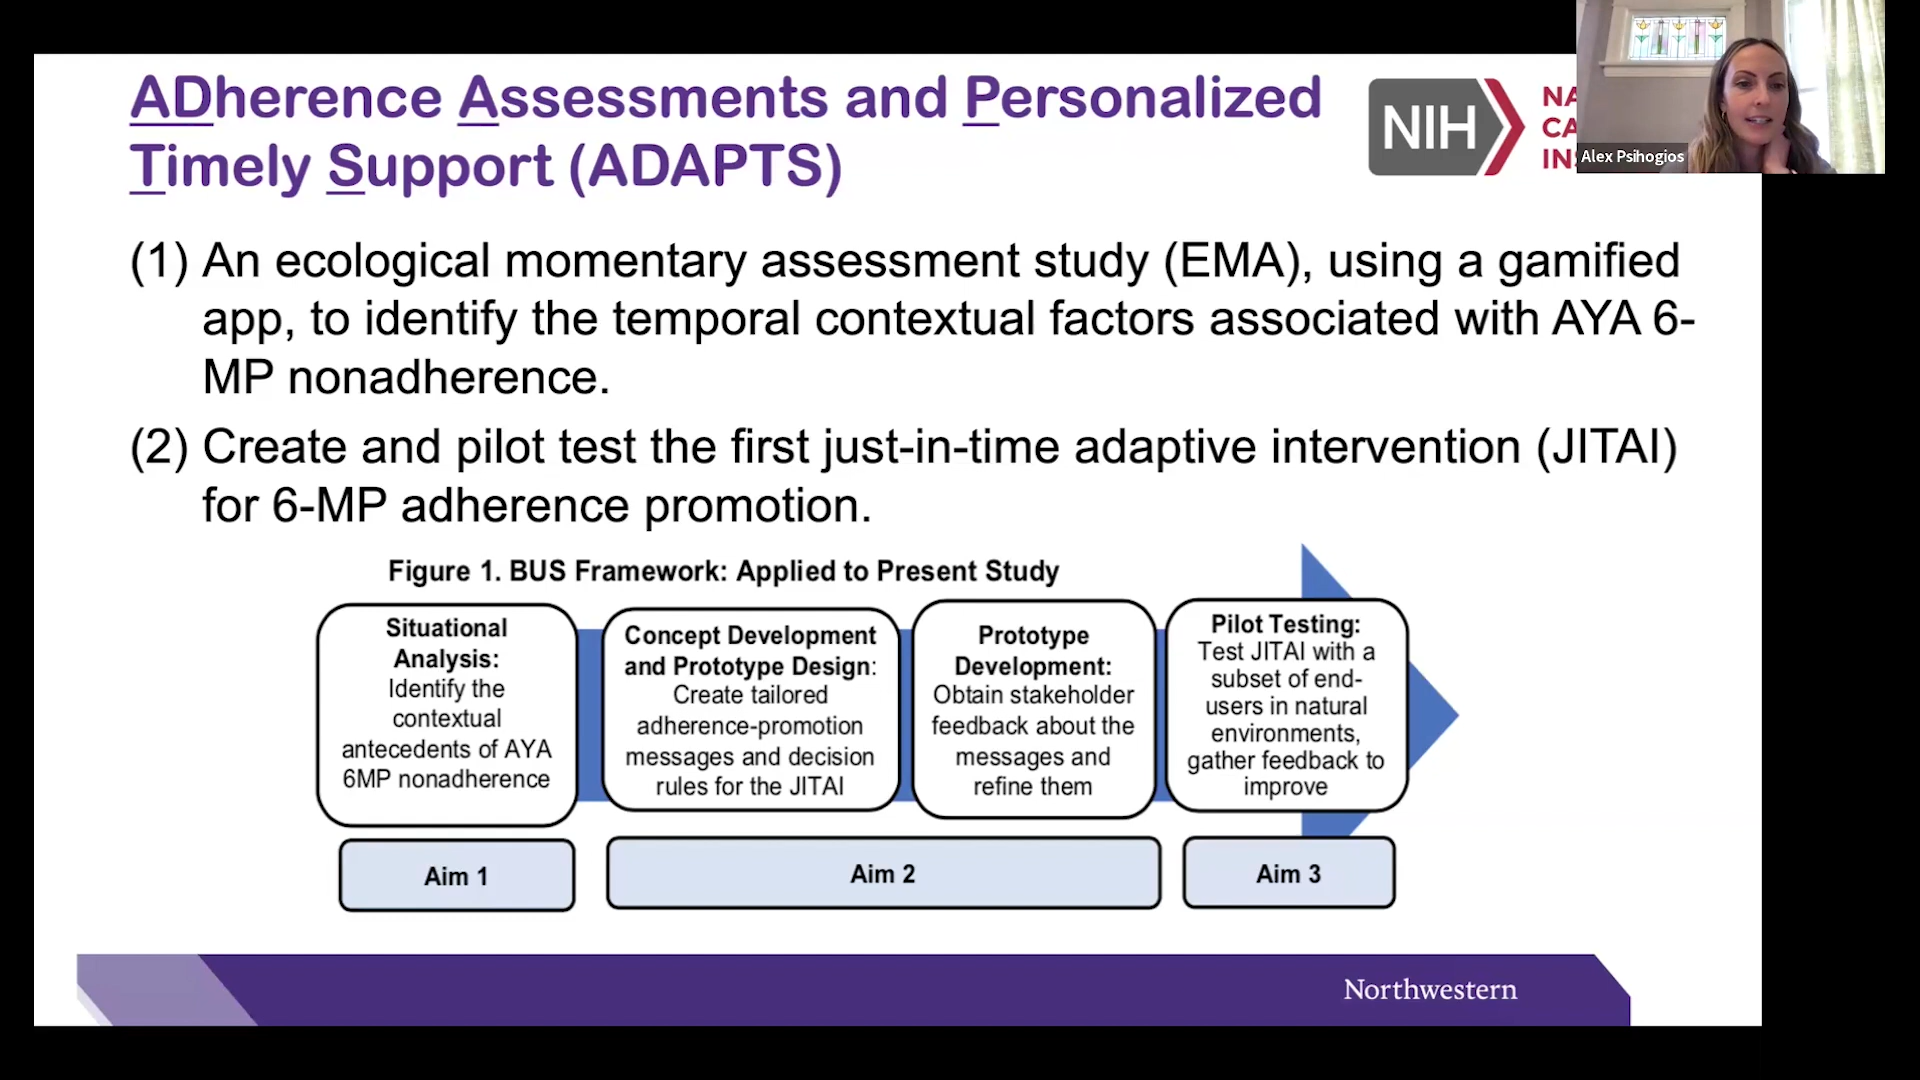 ADherence Assessments and Personalized
Timely Support (ADAPTS)
NIH
NA
CA
INS
Alex Psihogios
(1) An ecological momentary assessment study (EMA), using a gamified
app, to identify the temporal contextual factors associated with AYA 6-
MP nonadherence.
(2) Create and pilot test the first just-in-time adaptive intervention (JITAI)
for 6-MP adherence promotion.
Figure 1. BUS Framework: Applied to Present Study
Situational
Analysis:
Identify the
contextual
antecedents of AYA
6MP nonadherence
Concept Development
and Prototype Design:
Create tailored
adherence-promotion
messages and decision
rules for the JITAI
Prototype
Development:
Obtain stakeholder
feedback about the
messages and
refine them
Pilot Testing:
Test JITAI with a
subset of end-
users in natural
environments,
gather feedback to
improve
Aim 1
Aim 2
Aim 3
Northwestern